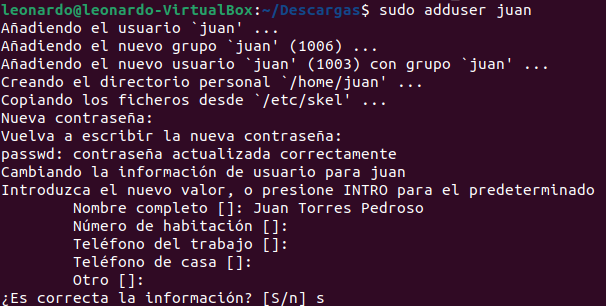 leonardo@leonardo-VirtualBox:~/Descargas$ sudo adduser juan
Añadiendo el usuario `juan' ...
Añadiendo el nuevo grupo `juan' (1006) ...
Añadiendo el nuevo usuario `juan' (1003) con grupo `juan' ...
Creando el directorio personal `/home/juan' ...
Copiando los ficheros desde `/etc/skel' ...
Nueva contraseña:
Vuelva a escribir la nueva contraseña:
passwd: contraseña actualizada correctamente
Cambiando la información de usuario para juan
Introduzca el nuevo valor, o presione INTRO para el predeterminado
        Nombre completo []: Juan Torres Pedroso
        Número de habitación []:
        Teléfono del trabajo []:
        Teléfono de casa []:
        Otro []:
¿Es correcta la información? [S/n] s